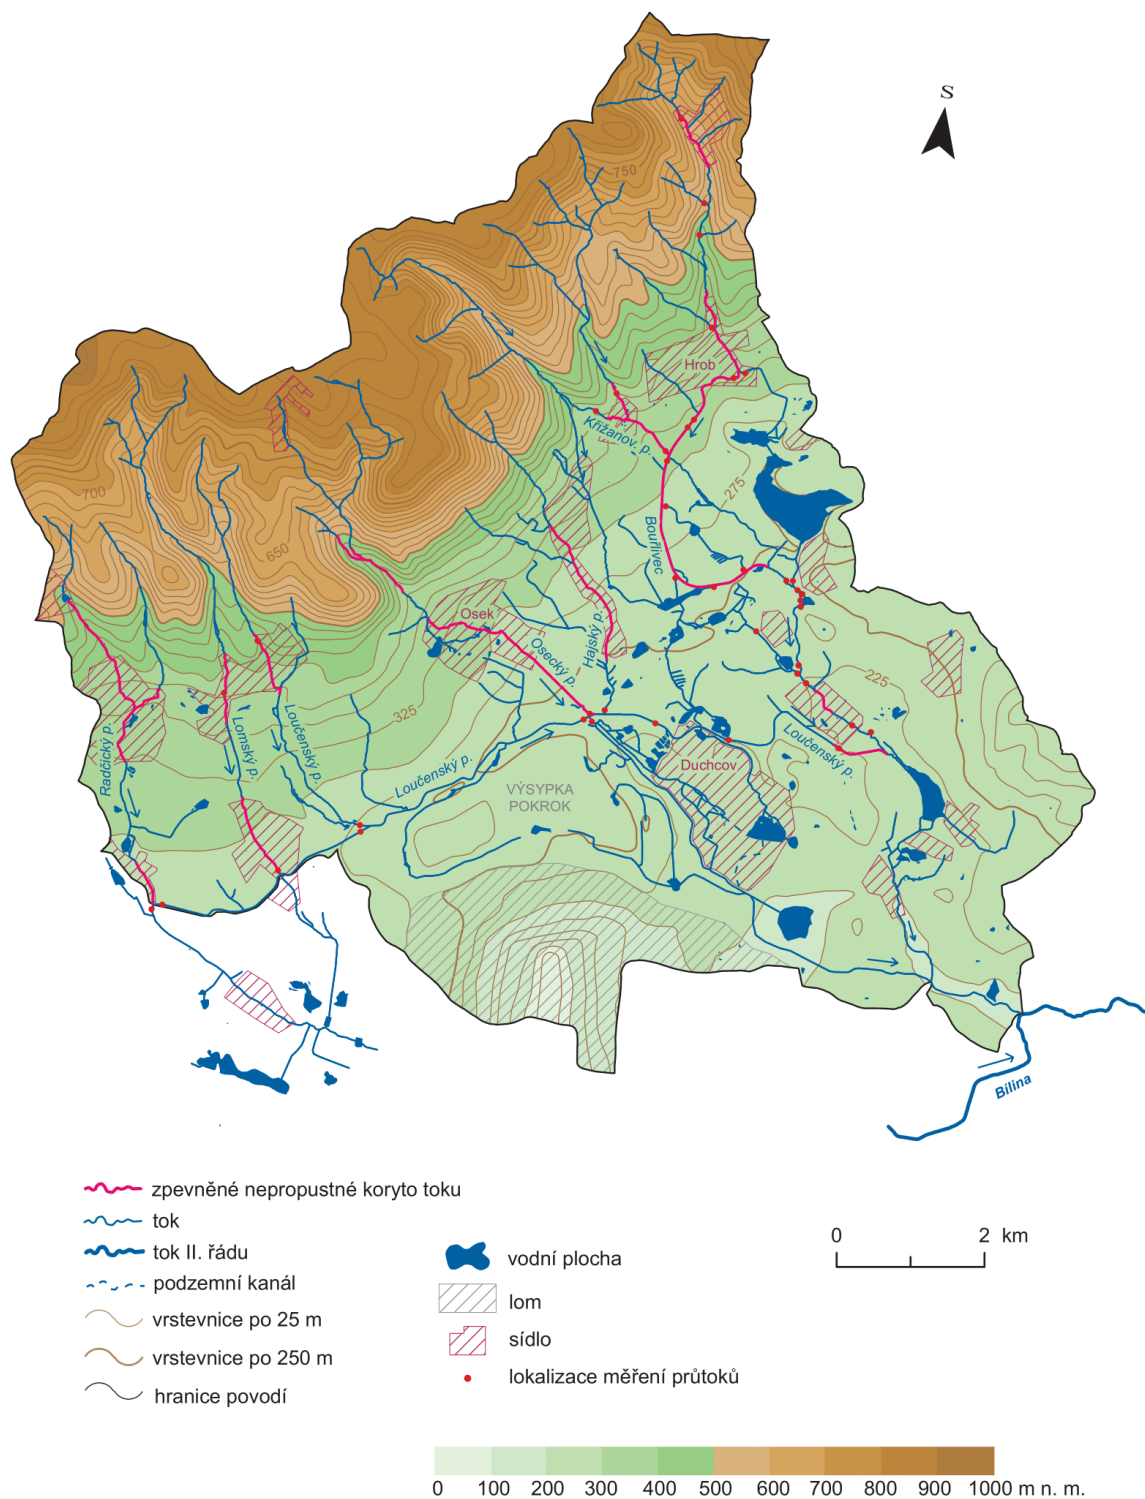 S
750
Hrob
Křižanov. p.
700
275
650
Bouřlivec
Osek
Osecký p.
Hajský p.
325
225
Radčický p.
Lomský p.
Loučenský p.
Loučenský p.
Loučenský p.
Duchcov
VÝSYPKA
POKROK
Bílina
zpevněné nepropustné koryto toku
tok
tok II. řádu
podzemní kanál
vrstevnice po 25 m
vrstevnice po 250 m
hranice povodí
vodní plocha
lom
sídlo
lokalizace měření průtoků
0 2 km
0 100 200 300 400 500 600 700 800 900 1000 m n. m.